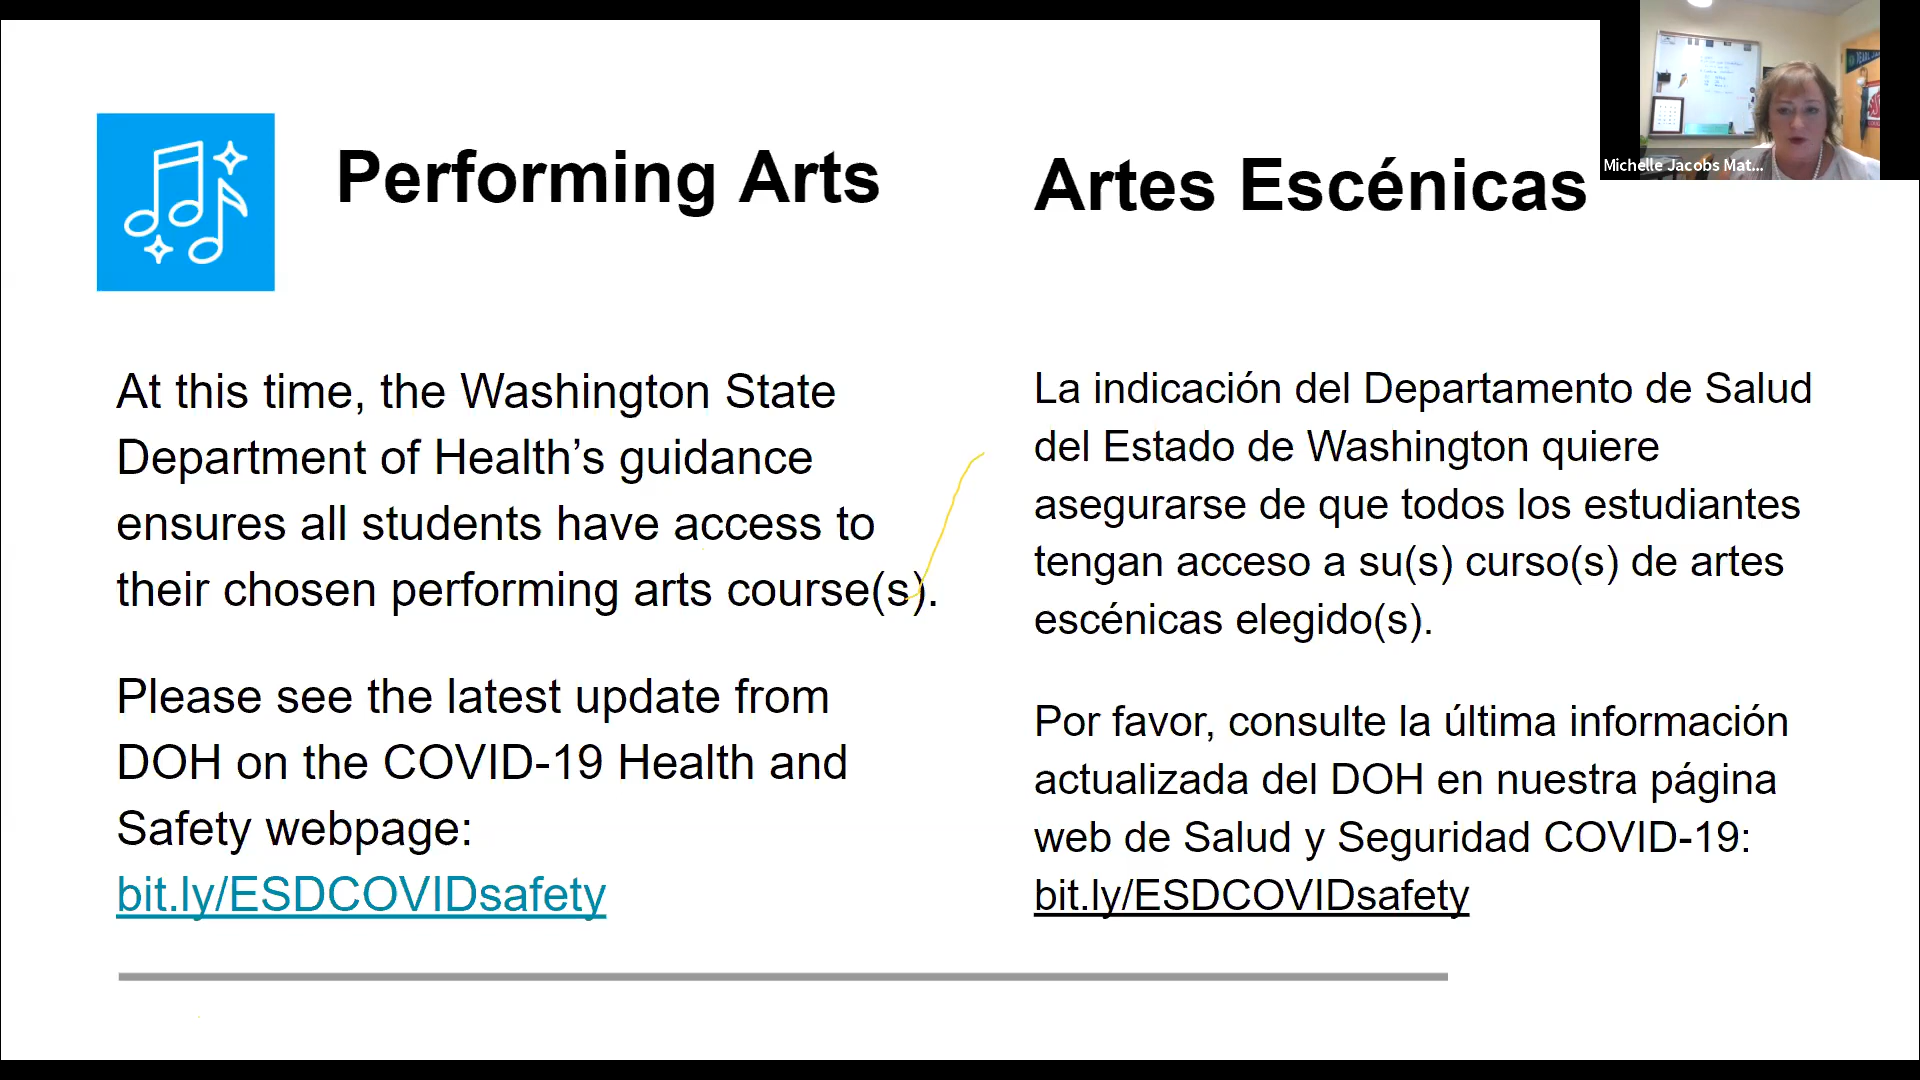 Performing Arts
At this time, the Washington State
Department of Health’s guidance
ensures all students have access to
their chosen performing arts course(s).
Please see the latest update from
DOH on the COVID-19 Health and
Safety webpage:
bit.ly/ESDCOVIDsafety
Artes Escénicas
La indicación del Departamento de Salud
del Estado de Washington quiere
asegurarse de que todos los estudiantes
tengan acceso a su(s) curso(s) de artes
escénicas elegido(s).
Por favor, consulte la última información
actualizada del DOH en nuestra página
web de Salud y Seguridad COVID-19:
bit.ly/ESDCOVIDsafety
Michelle Jacobs Mat...